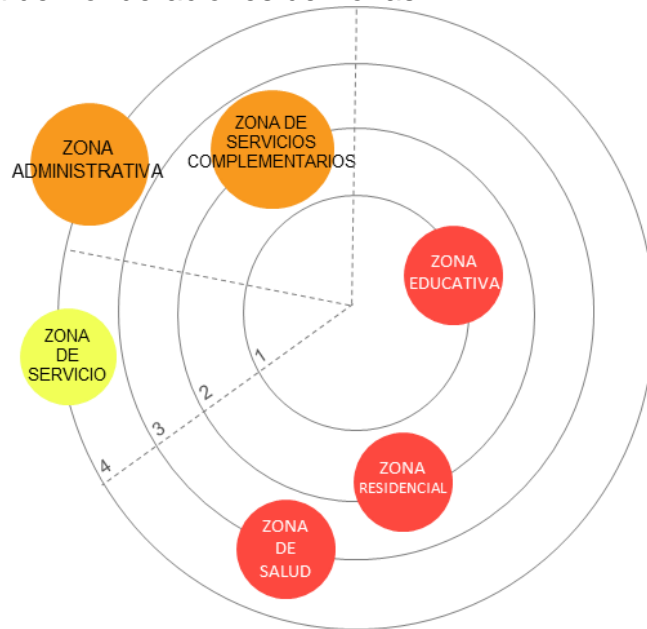 ZONA
ADMINISTRATIVA
ZONA DE
SERVICIOS
COMPLEMENTARIOS
ZONA
EDUCATIVA
ZONA
DE
SERVICIO
1
2
3
4
ZONA
RESIDENCIAL
ZONA
DE
SALUD